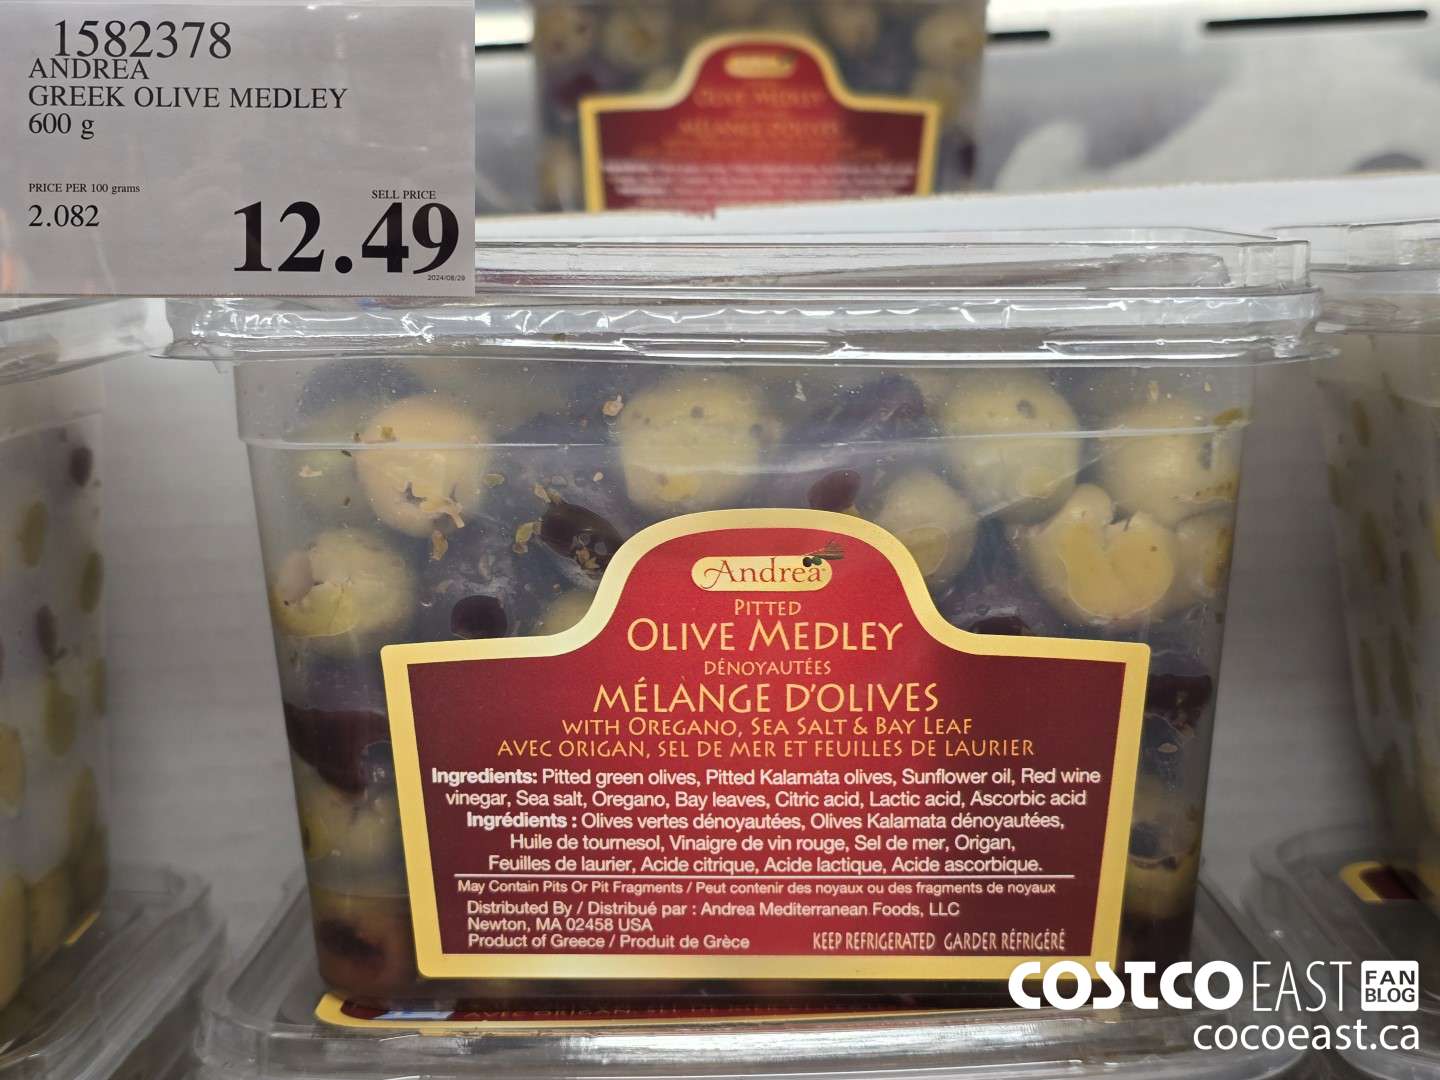 1582378
ANDREA
GREEK OLIVE MEDLEY
600 g
PRICE PER 100 grams
2.082
SELL PRICE
12.49
2024/08/29
Andrea
PITTED
OLIVE MEDLEY
DÉNOYAUTÉES
MÉLANGE D'OLIVES
WITH OREGANO, SEA SALT & BAY LEAF
AVEC ORIGAN, SEL DE MER ET FEUILLES DE LAURIER
Ingredients: Pitted green olives, Pitted Kalamáta olives, Sunflower oil, Red wine
vinegar, Sea salt, Oregano, Bay leaves, Citric acid, Lactic acid, Ascorbic acid
Ingrédients : Olives vertes dénoyautées, Olives Kalamata dénoyautées,
Huile de tournesol, Vinaigre de vin rouge, Sel de mer, Origan,
Feuilles de laurier, Acide citrique, Acide lactique, Acide ascorbique.
May Contain Pits Or Pit Fragments / Peut contenir des noyaux ou des fragments de noyaux
Distributed By / Distribué par : Andrea Mediterranean Foods, LLC
Newton, MA 02458 USA
Product of Greece / Produit de Grèce KEEP REFRIGERATED GARDER RÉFRIGÉRÉ
COSTCO EAST FAN BLOG
cocoeast.ca